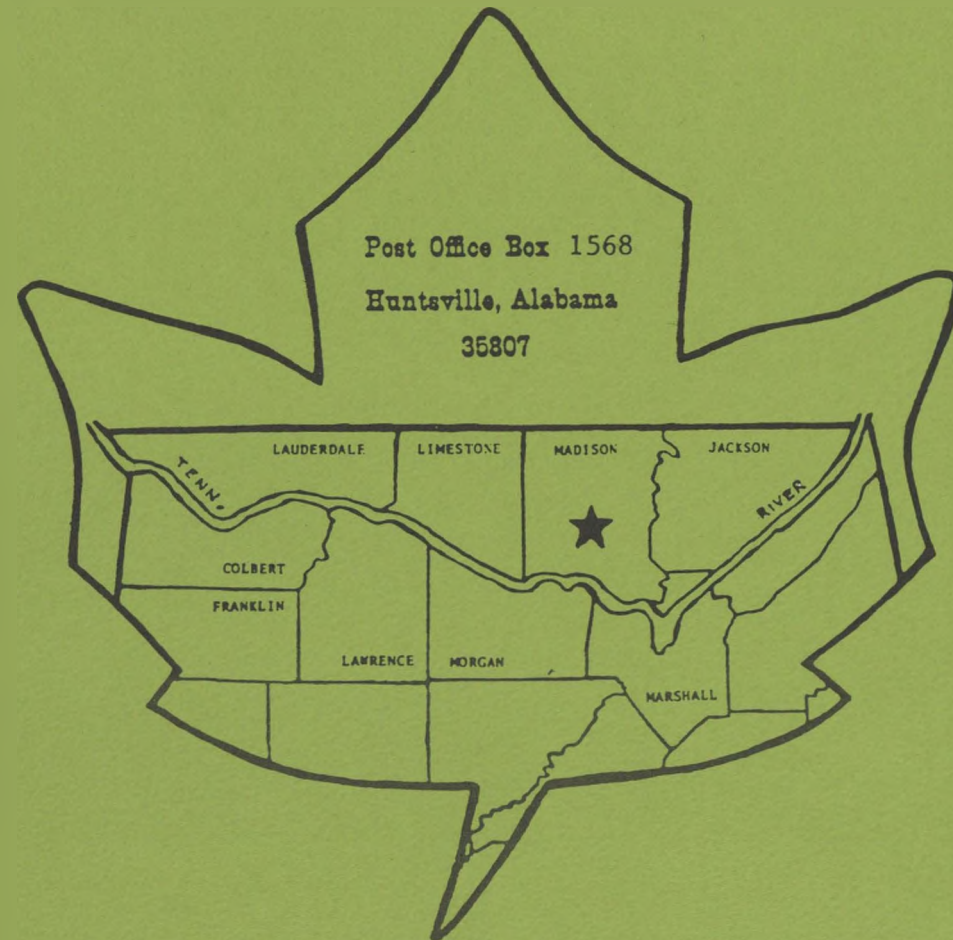 Post Office Box 1568
Huntsville, Alabama
35807
LAUDERDALE
LIMESTONE
MADISON
JACKSON
TENN.
RIVER
COLBERT
FRANKLIN
LAWRENCE
MORGAN
MARSHALL